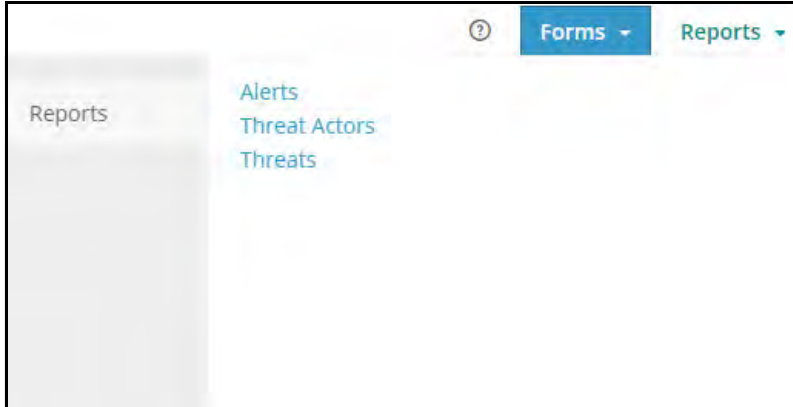 Forms Reports
Reports
Alerts
Threat Actors
Threats